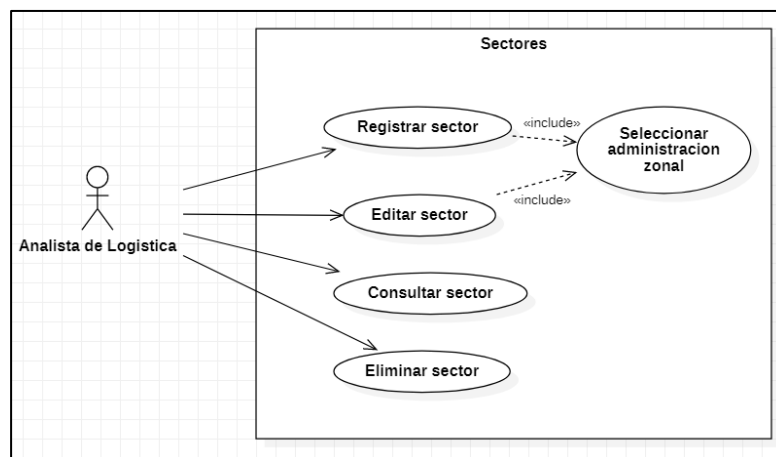 Sectores
Registrar sector
«include»
Seleccionar
administracion
zonal
Editar sector
«include»
Analista de Logistica
Consultar sector
Eliminar sector